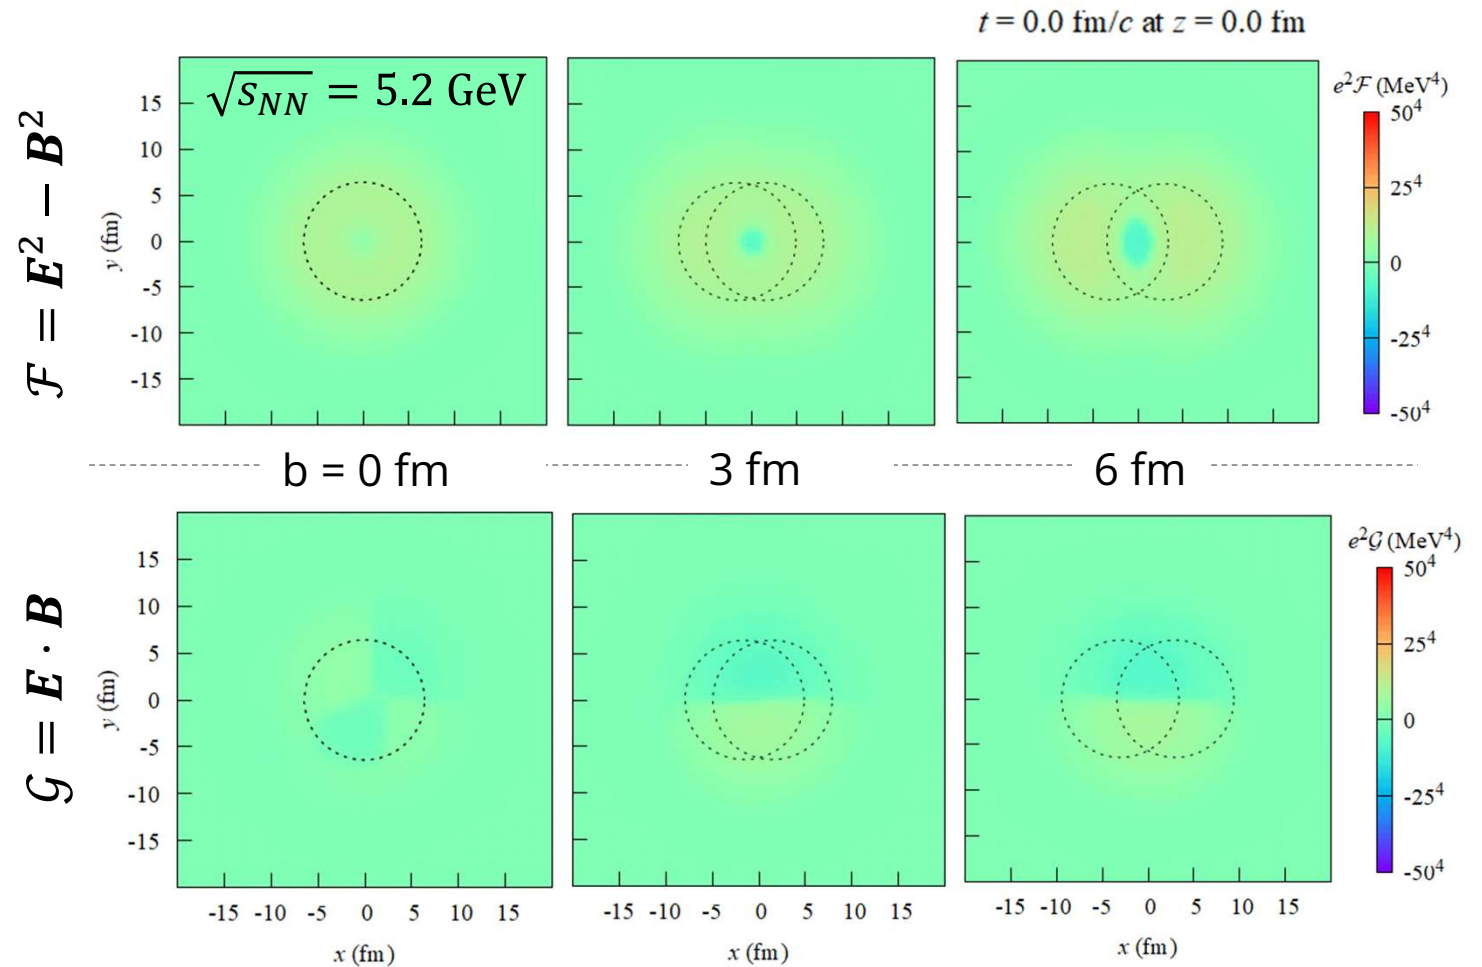 t = 0.0 fm/c at z = 0.0 fm
ℱ = E² − B²
√s_NN = 5.2 GeV
y (fm)
15
10
5
0
-5
-10
-15
e²ℱ (MeV⁴)
50⁴
25⁴
0
-25⁴
-50⁴
b = 0 fm
3 fm
6 fm
𝒢 = E · B
y (fm)
15
10
5
0
-5
-10
-15
e²𝒢 (MeV⁴)
50⁴
25⁴
0
-25⁴
-50⁴
-15 -10 -5 0 5 10 15
-15 -10 -5 0 5 10 15
-15 -10 -5 0 5 10 15
x (fm)
x (fm)
x (fm)